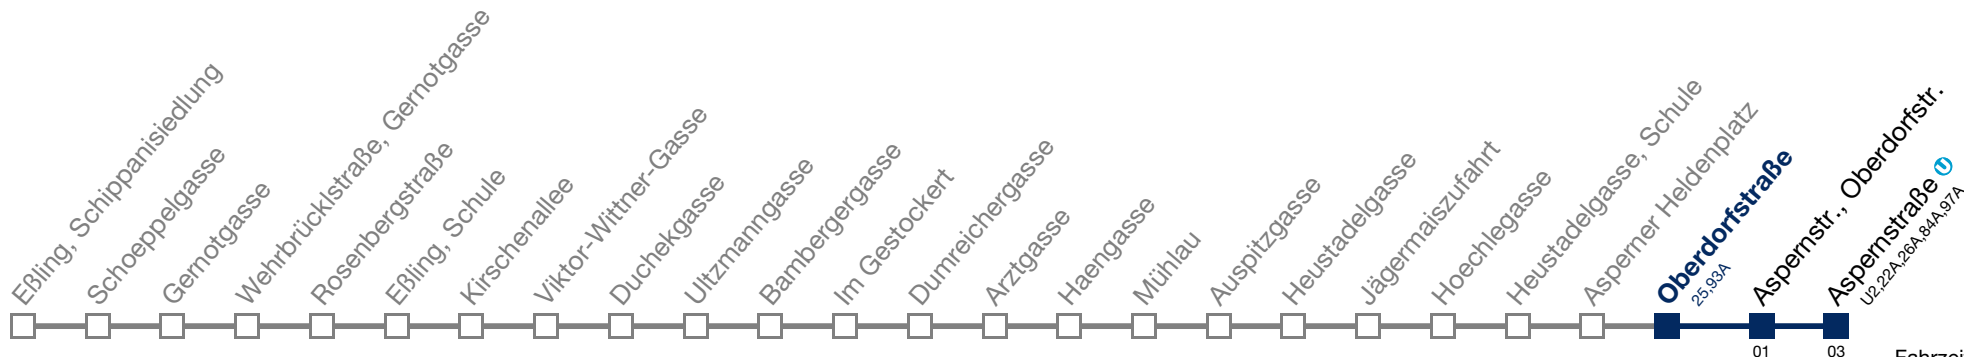 Eßling, Schippanisiedlung
Schoeppelgasse
Gernotgasse
Wehrbrücklstraße, Gernotgasse
Rosenbergstraße
Eßling, Schule
Kirschenallee
Viktor-Wittner-Gasse
Duchekgasse
Ultzmanngasse
Bambergergasse
Im Gestockert
Dumreichergasse
Arztgasse
Haengasse
Mühlau
Auspitzgasse
Heustadelgasse
Jägermaiszufahrt
Hoechlegasse
Heustadelgasse, Schule
Asperner Heldenplatz
Oberdorfstraße
25,93A
Aspernstr., Oberdorfstr.
Aspernstraße U
U2,22A,26A,84A,97A
01 03